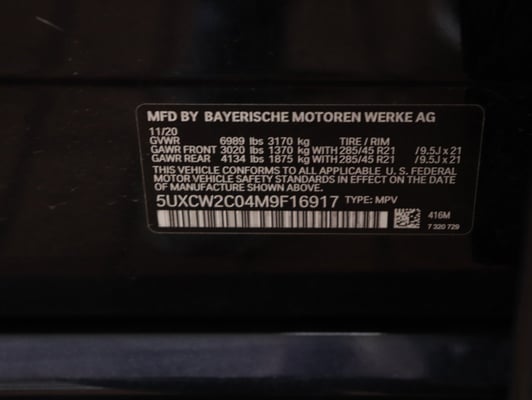 MFD BY BAYERISCHE MOTOREN WERKE AG
11/20
GVWR 6989 lbs 3170 kg TIRE / RIM
GAWR FRONT 3020 lbs 1370 kg WITH 285/45 R21 / 9.5J x 21
GAWR REAR 4134 lbs 1875 kg WITH 285/45 R21 / 9.5J x 21
THIS VEHICLE CONFORMS TO ALL APPLICABLE U. S. FEDERAL
MOTOR VEHICLE SAFETY STANDARDS IN EFFECT ON THE
DATE OF MANUFACTURE SHOWN ABOVE.
5UXCW2C04M9F16917 TYPE: MPV
416M
7 320 729